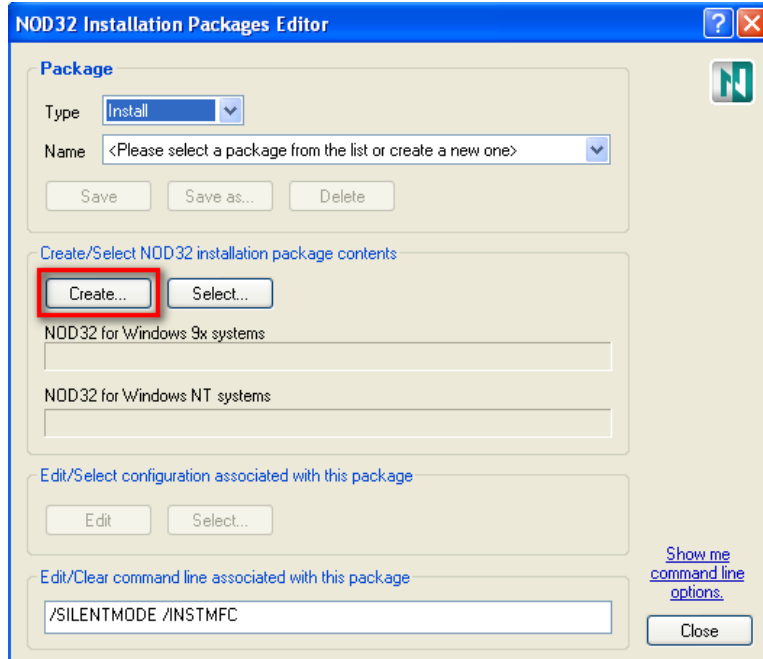 NOD32 Installation Packages Editor
Package
Type Install
Name <Please select a package from the list or create a new one>
Save Save as... Delete
Create/Select NOD32 installation package contents
Create... Select...
NOD32 for Windows 9x systems
NOD32 for Windows NT systems
Edit/Select configuration associated with this package
Edit Select...
Edit/Clear command line associated with this package
/SILENTMODE /INSTMFC
Show me
command line
options.
Close